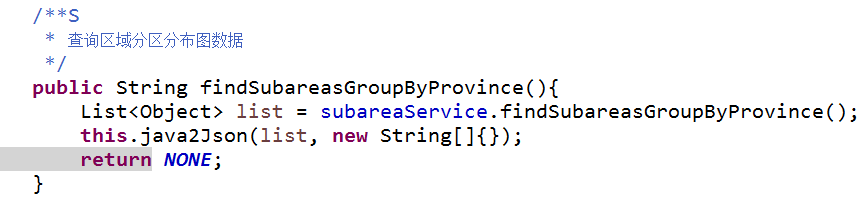 /**S
 * 查询区域分区分布图数据
 */
public String findSubareasGroupByProvince(){
    List<Object> list = subareaService.findSubareasGroupByProvince();
    this.java2Json(list, new String[]{});
    return NONE;
}